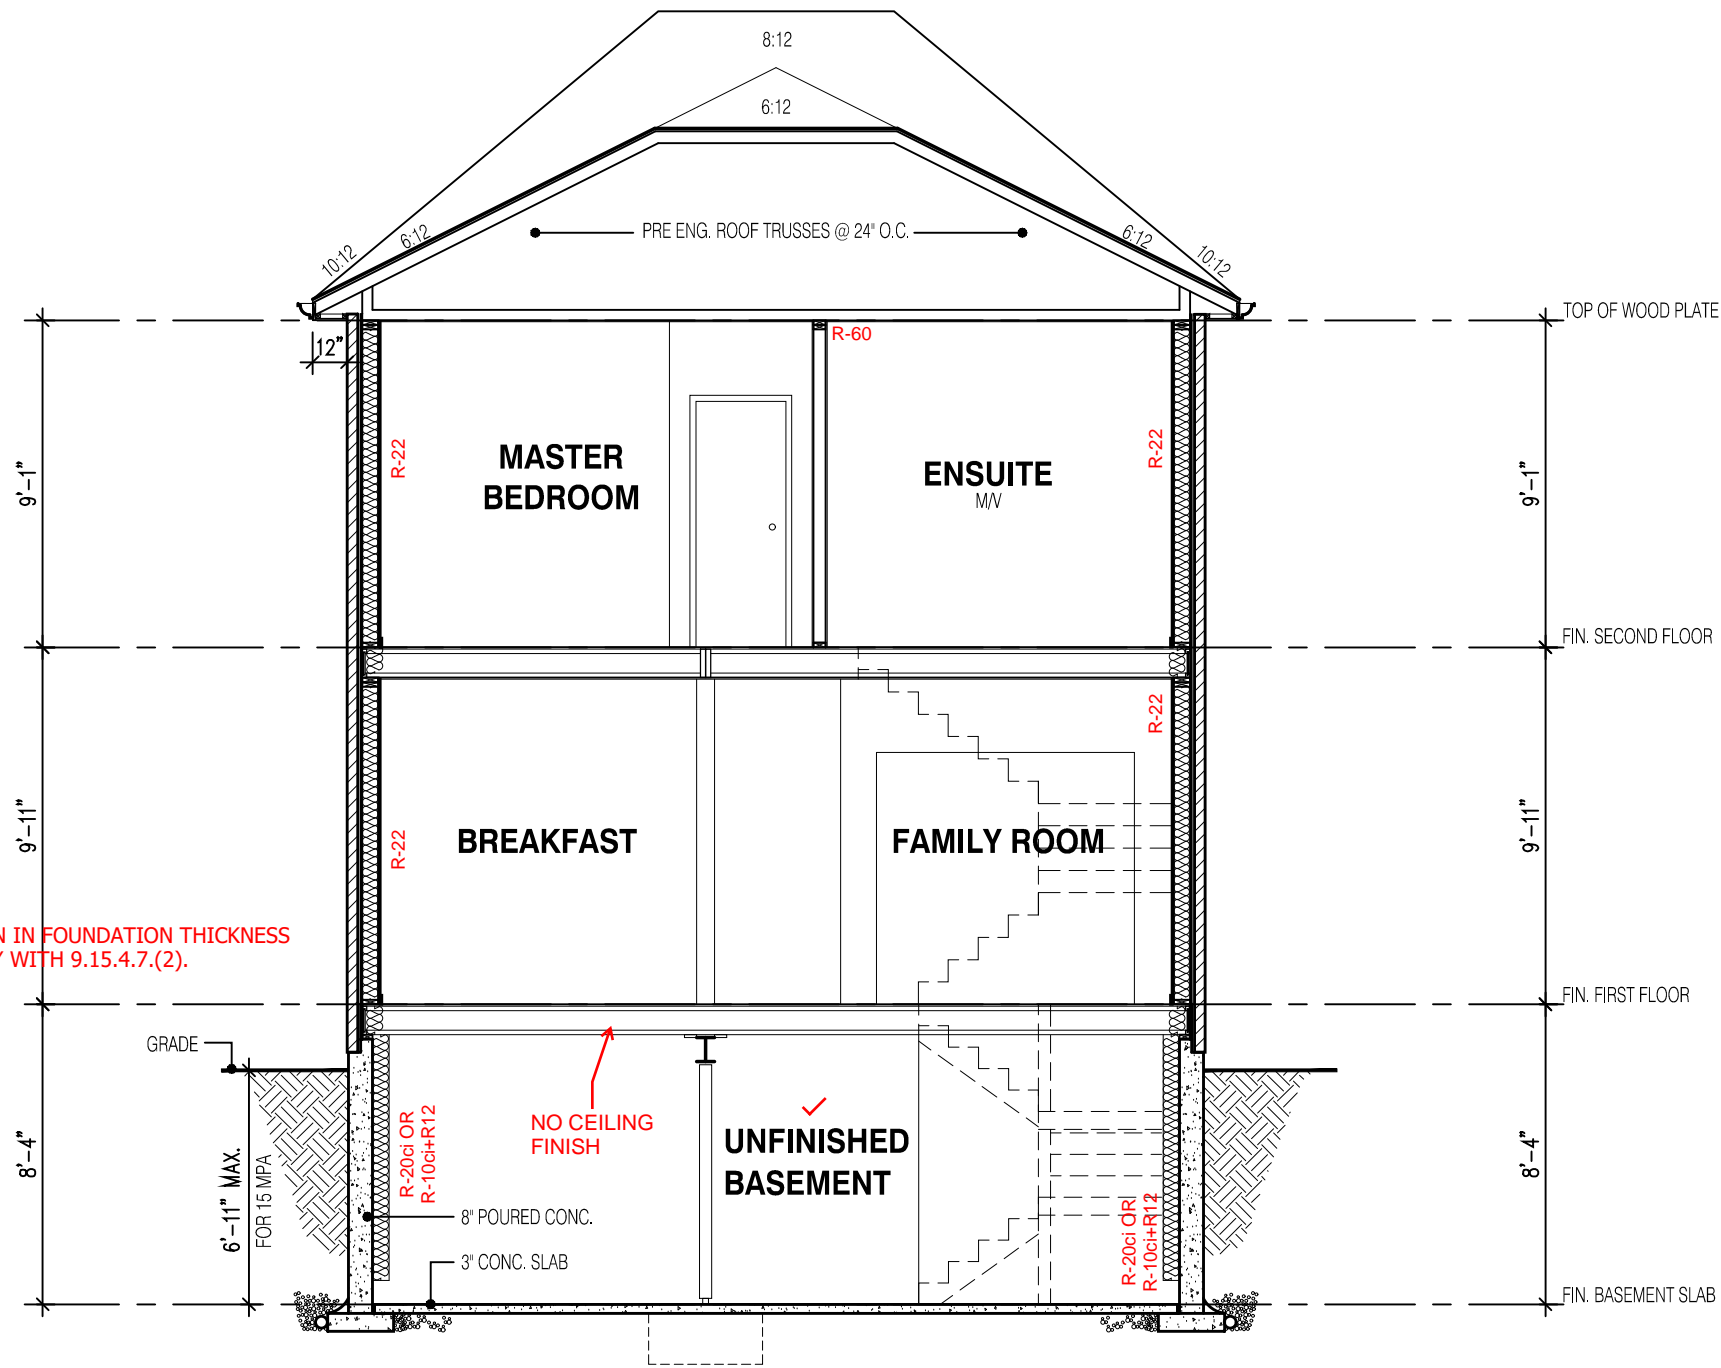 8:12
6:12
PRE ENG. ROOF TRUSSES @ 24" O.C.
10:12
6:12
6:12
10:12
TOP OF WOOD PLATE
12"
R-60
R-22
MASTER
BEDROOM
ENSUITE
M/V
R-22
9'-1"
9'-1"
FIN. SECOND FLOOR
R-22
9'-11"
R-22
BREAKFAST
FAMILY ROOM
9'-11"
N IN FOUNDATION THICKNESS
Y WITH 9.15.4.7.(2).
FIN. FIRST FLOOR
GRADE
NO CEILING
FINISH
UNFINISHED
BASEMENT
8'-4"
8'-4"
6'-11" MAX.
FOR 15 MPA
R-20ci OR
R-10ci+R12
8" POURED CONC.
3" CONC. SLAB
R-20ci OR
R-10ci+R12
FIN. BASEMENT SLAB